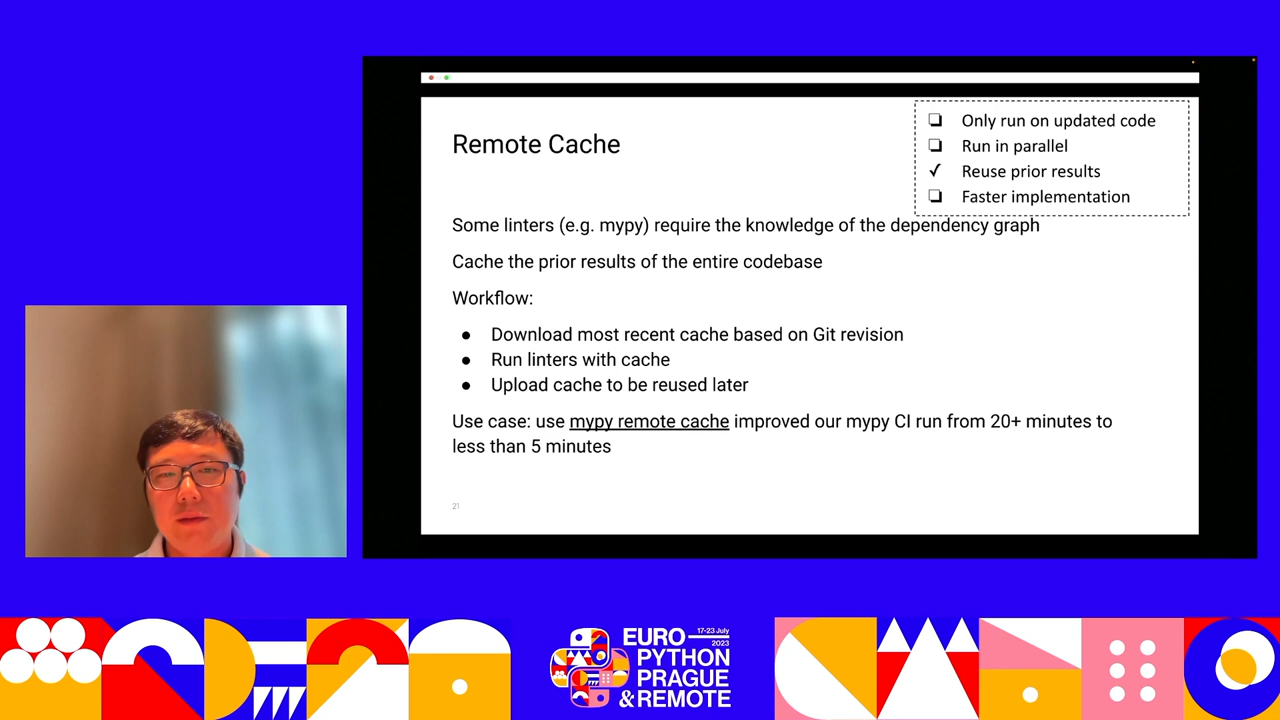 Remote Cache
❏ Only run on updated code
❏ Run in parallel
✓ Reuse prior results
❏ Faster implementation
Some linters (e.g. mypy) require the knowledge of the dependency graph
Cache the prior results of the entire codebase
Workflow:
● Download most recent cache based on Git revision
● Run linters with cache
● Upload cache to be reused later
Use case: use mypy remote cache improved our mypy CI run from 20+ minutes to
less than 5 minutes
21
EURO
17-23 July
2023
PYTHON
PRAGUE
&REMOTE